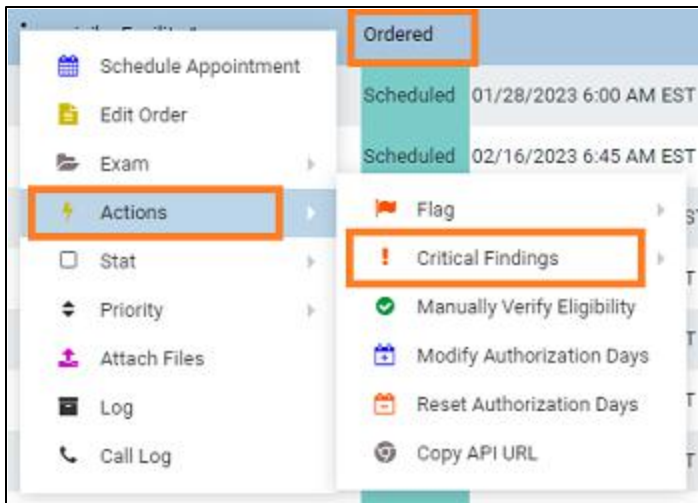 Ordered
Schedule Appointment
Scheduled 01/28/2023 6:00 AM EST
Edit Order
Scheduled 02/16/2023 6:45 AM EST
Exam
Actions
Flag
Stat
Critical Findings
Priority
Manually Verify Eligibility
Attach Files
Modify Authorization Days
Log
Reset Authorization Days
Call Log
Copy API URL